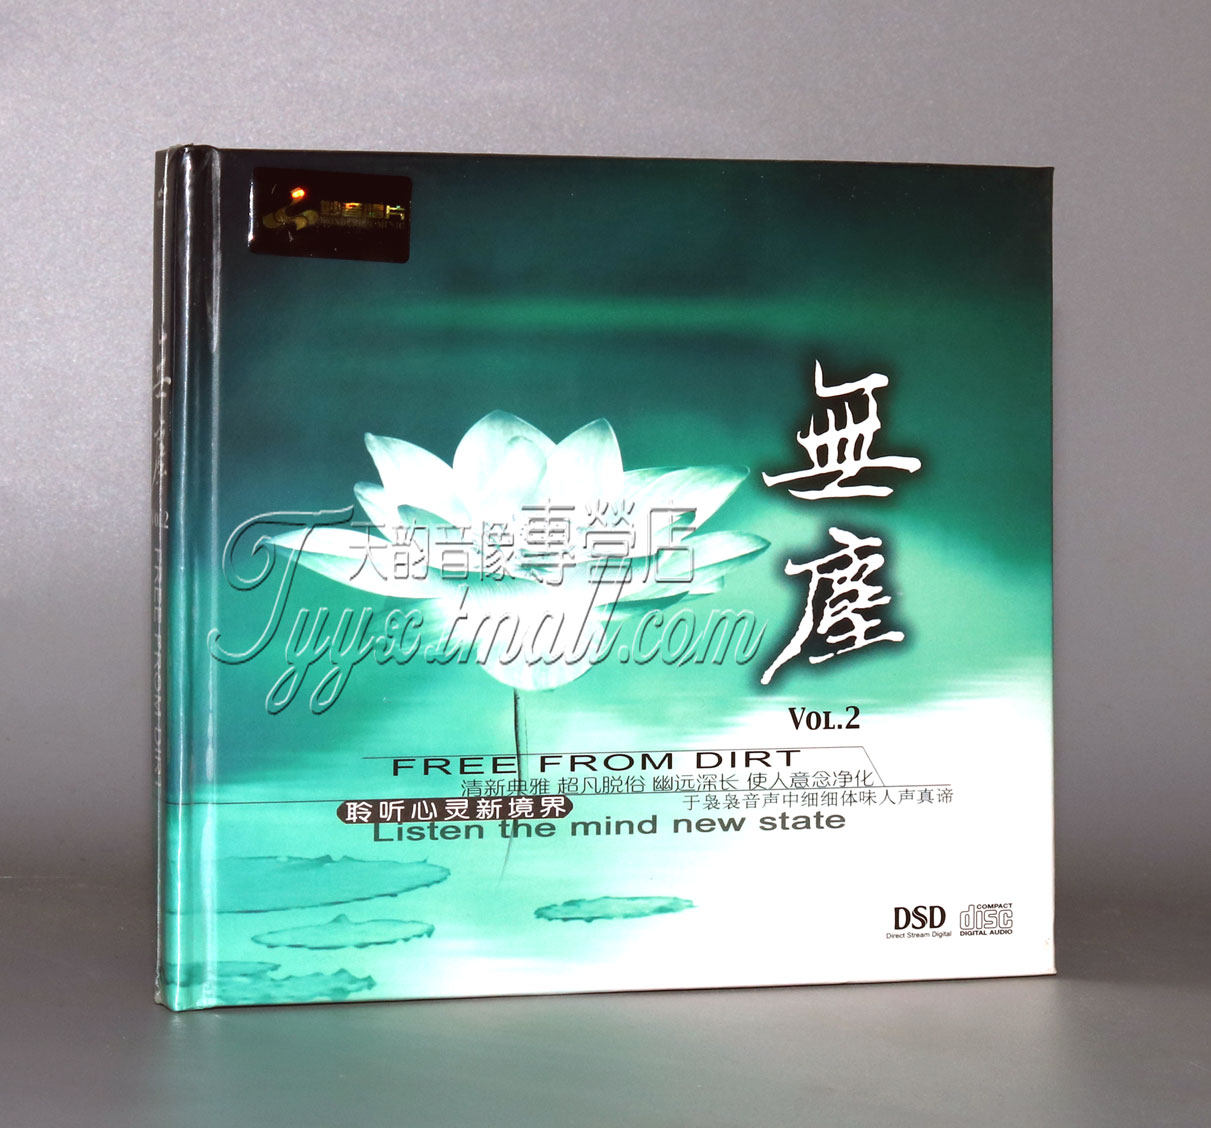 無塵
VOL.2
FREE FROM DIRT
清新典雅 超凡脱俗 幽远深长 使人意念净化
于袅袅音声中细细体味人声真谛
聆听心灵新境界
Listen the mind new state
DSD
Direct Stream Digital
COMPACT
disc
DIGITAL AUDIO
天韵音像專營店
Tyyx.tmall.com
FREE FROM DIRT